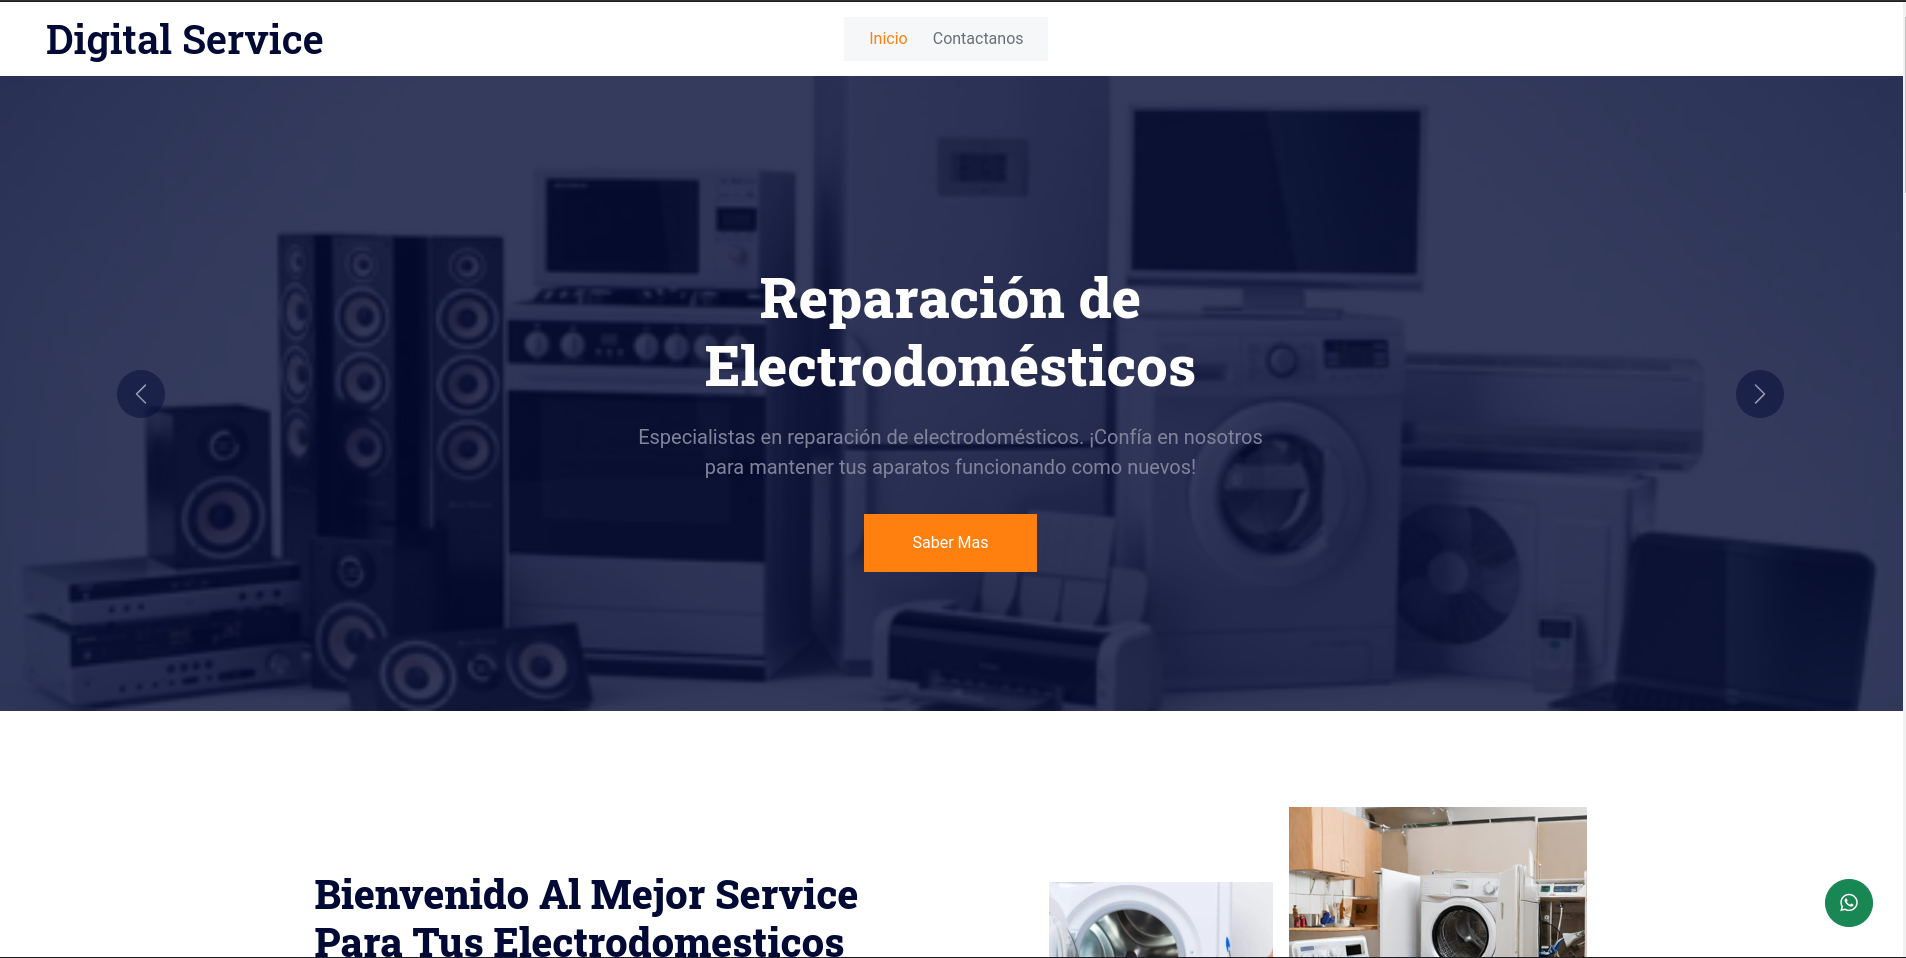 Digital Service
Inicio Contactanos
Reparación de
Electrodomésticos
Especialistas en reparación de electrodomésticos. ¡Confía en nosotros
para mantener tus aparatos funcionando como nuevos!
Saber Mas
Bienvenido Al Mejor Service
Para Tus Electrodomesticos